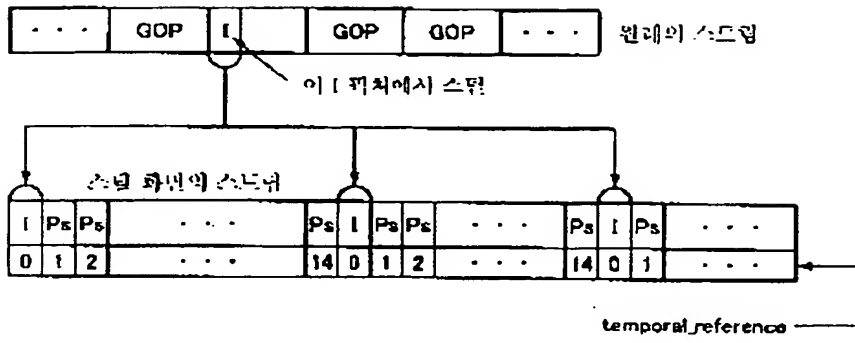 · · · GOP I GOP GOP · · · 원래의 스트림
이 I 픽처에서 스틸
스틸 화면의 스트림
I Ps Ps · · · Ps I Ps Ps · · · Ps I Ps · · ·
0 1 2 · · · 14 0 1 2 · · · 14 0 1 · · ·
temporal_reference